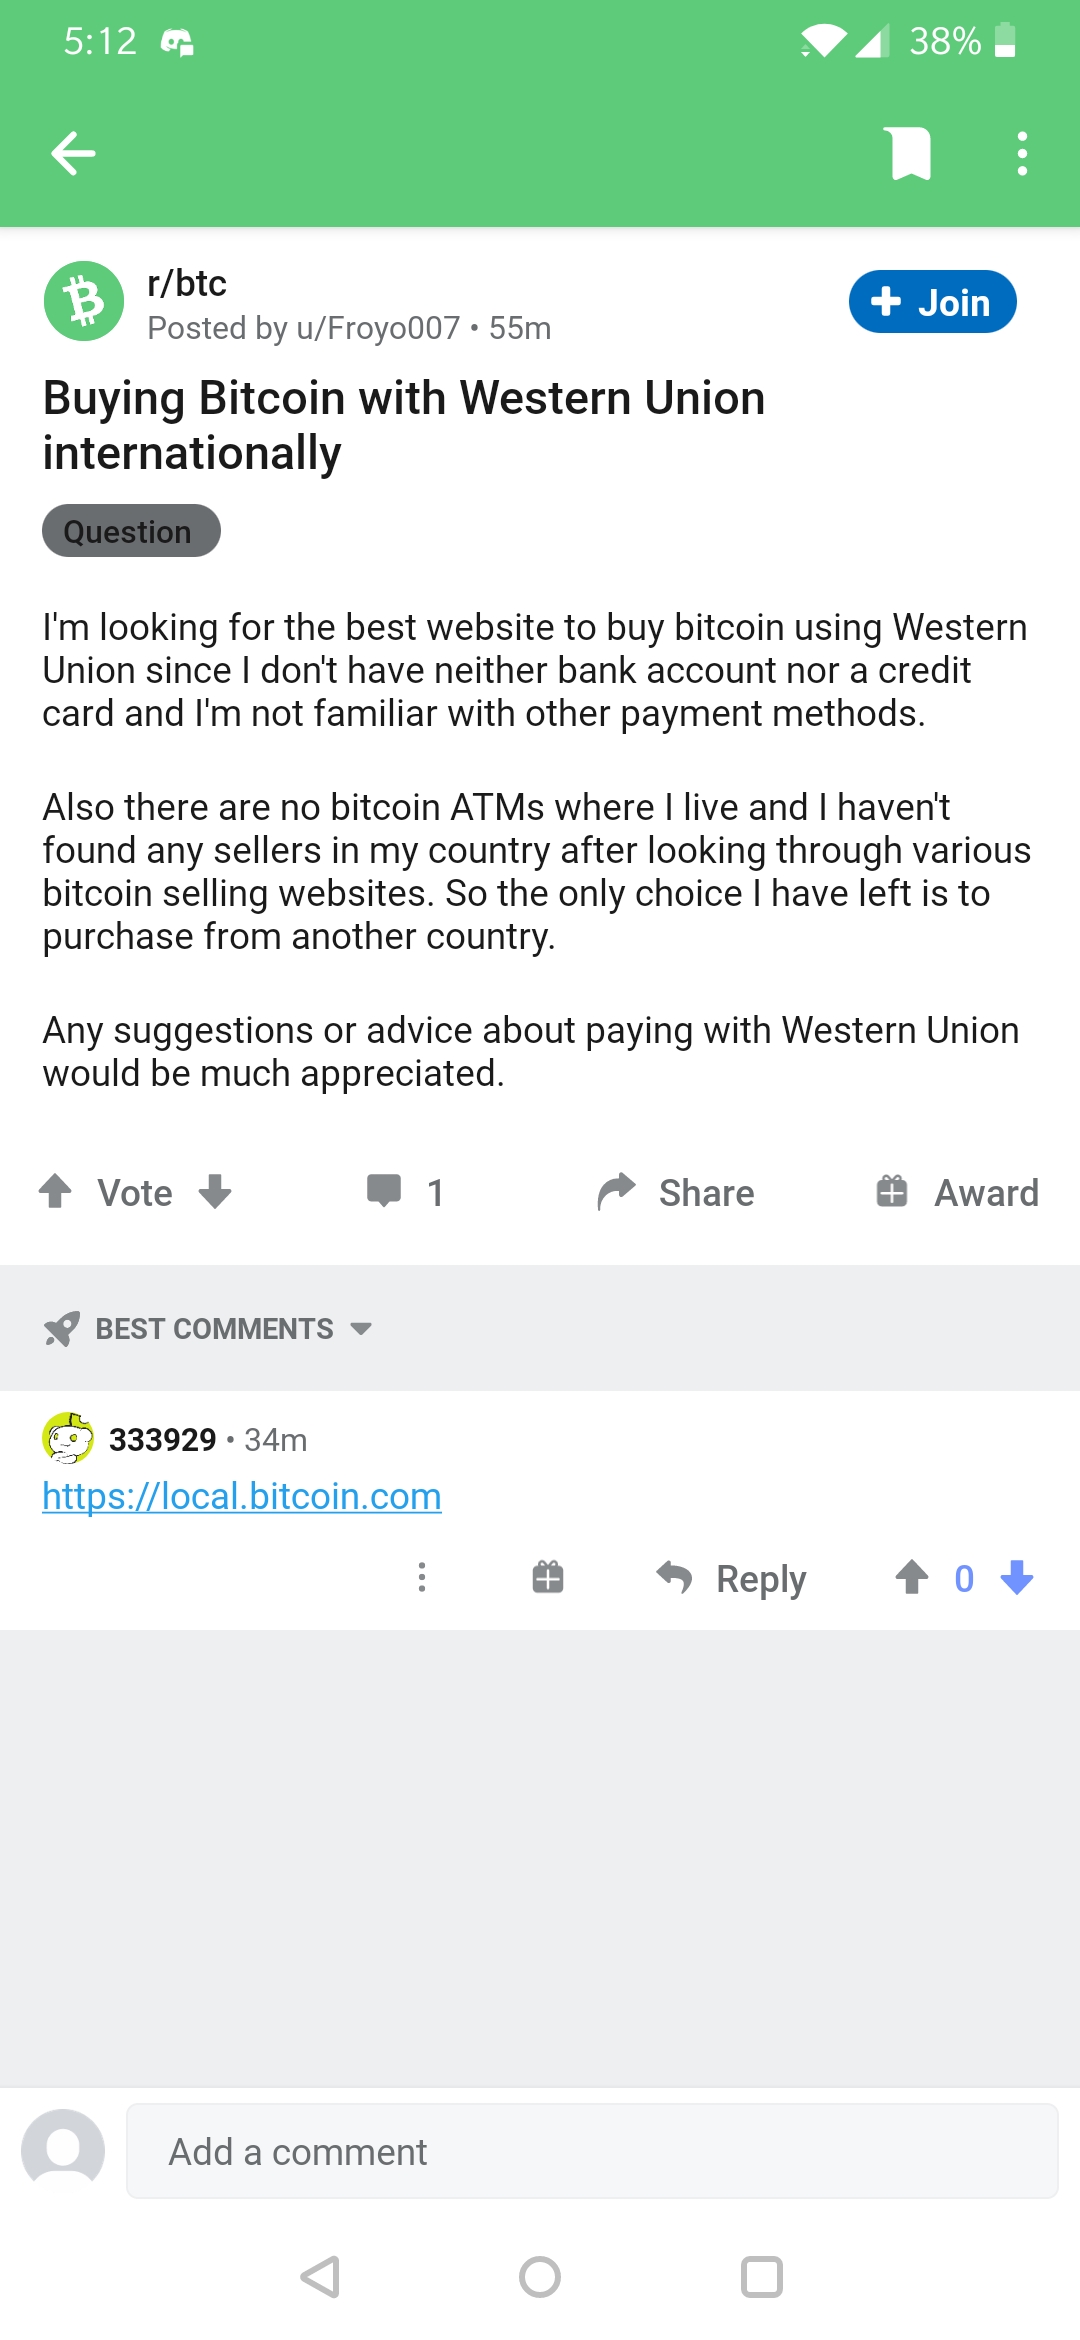 5:12
38%
r/btc
Join
Posted by u/Froyo007 • 55m
Buying Bitcoin with Western Union
internationally
Question
I'm looking for the best website to buy bitcoin using Western
Union since I don't have neither bank account nor a credit
card and I'm not familiar with other payment methods.
Also there are no bitcoin ATMs where I live and I haven't
found any sellers in my country after looking through various
bitcoin selling websites. So the only choice I have left is to
purchase from another country.
Any suggestions or advice about paying with Western Union
would be much appreciated.
Vote 1 Share Award
BEST COMMENTS
333929 • 34m
https://local.bitcoin.com
Reply 0
Add a comment